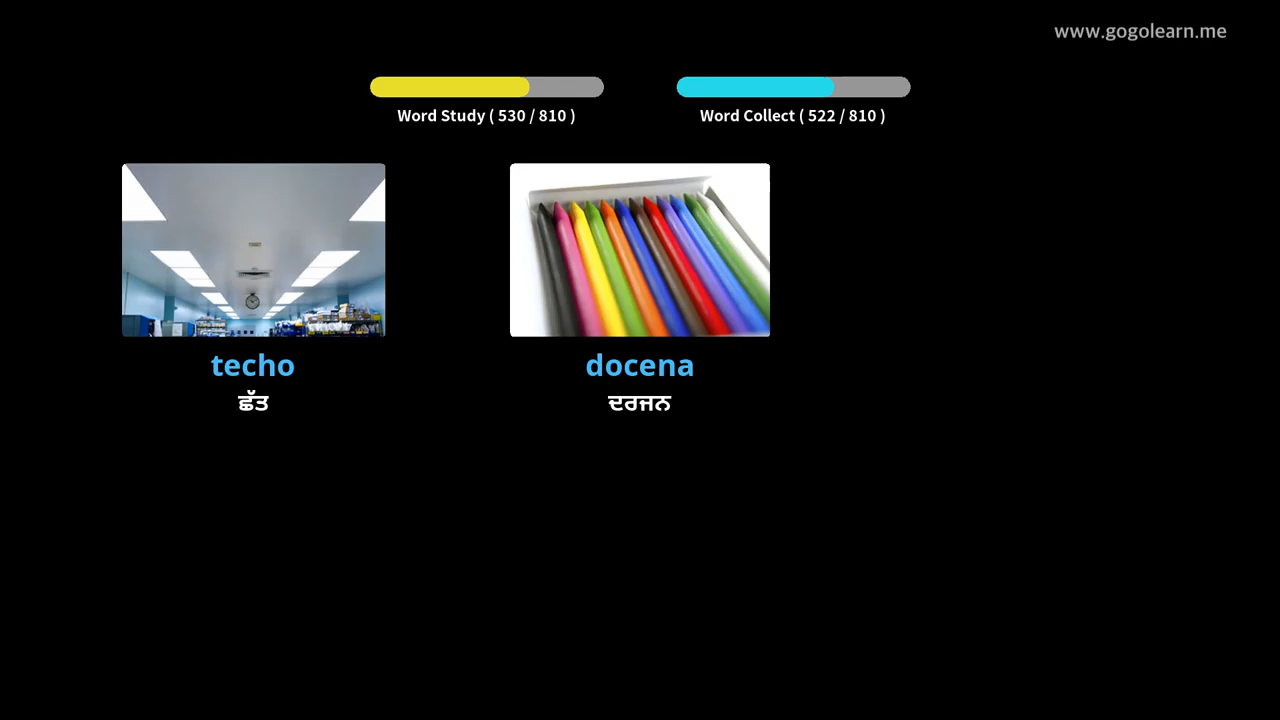 www.gogolearn.me
Word Study ( 530 / 810 )
Word Collect ( 522 / 810 )
techo
ਛੱਤ
docena
ਦਰਜਨ